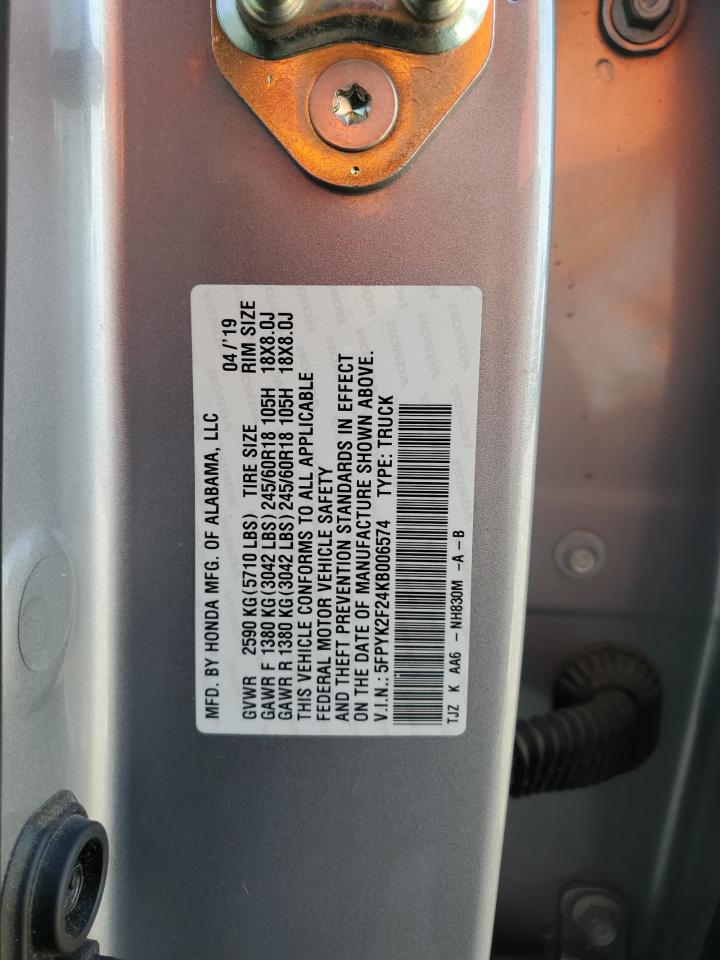 MFD. BY HONDA MFG. OF ALABAMA, LLC 04/'19
GVWR 2590 KG(5710 LBS) TIRE SIZE RIM SIZE
GAWR F 1380 KG(3042 LBS) 245/60R18 105H 18X8.0J
GAWR R 1380 KG(3042 LBS) 245/60R18 105H 18X8.0J
THIS VEHICLE CONFORMS TO ALL APPLICABLE
FEDERAL MOTOR VEHICLE SAFETY
AND THEFT PREVENTION STANDARDS IN EFFECT
ON THE DATE OF MANUFACTURE SHOWN ABOVE.
V.I.N.: 5FPYK2F24KB006574 TYPE: TRUCK
TJZ K AA6 - NH830M -A-B